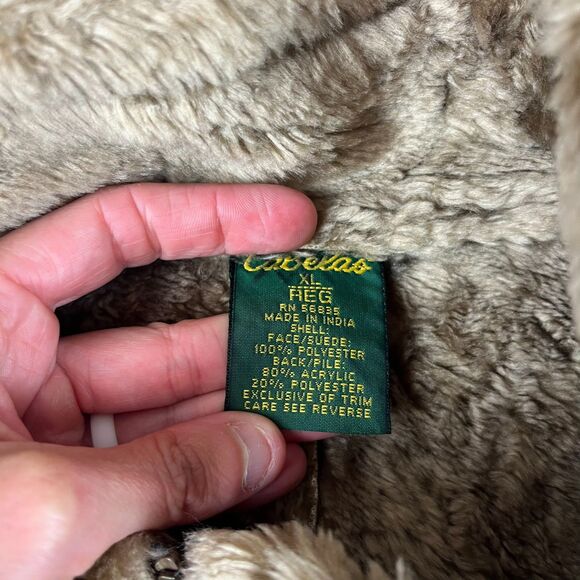 Cabela's
XL
REG
RN 56835
MADE IN INDIA
SHELL:
FACE/SUEDE:
100% POLYESTER
BACK/PILE:
80% ACRYLIC
20% POLYESTER
EXCLUSIVE OF TRIM
CARE SEE REVERSE